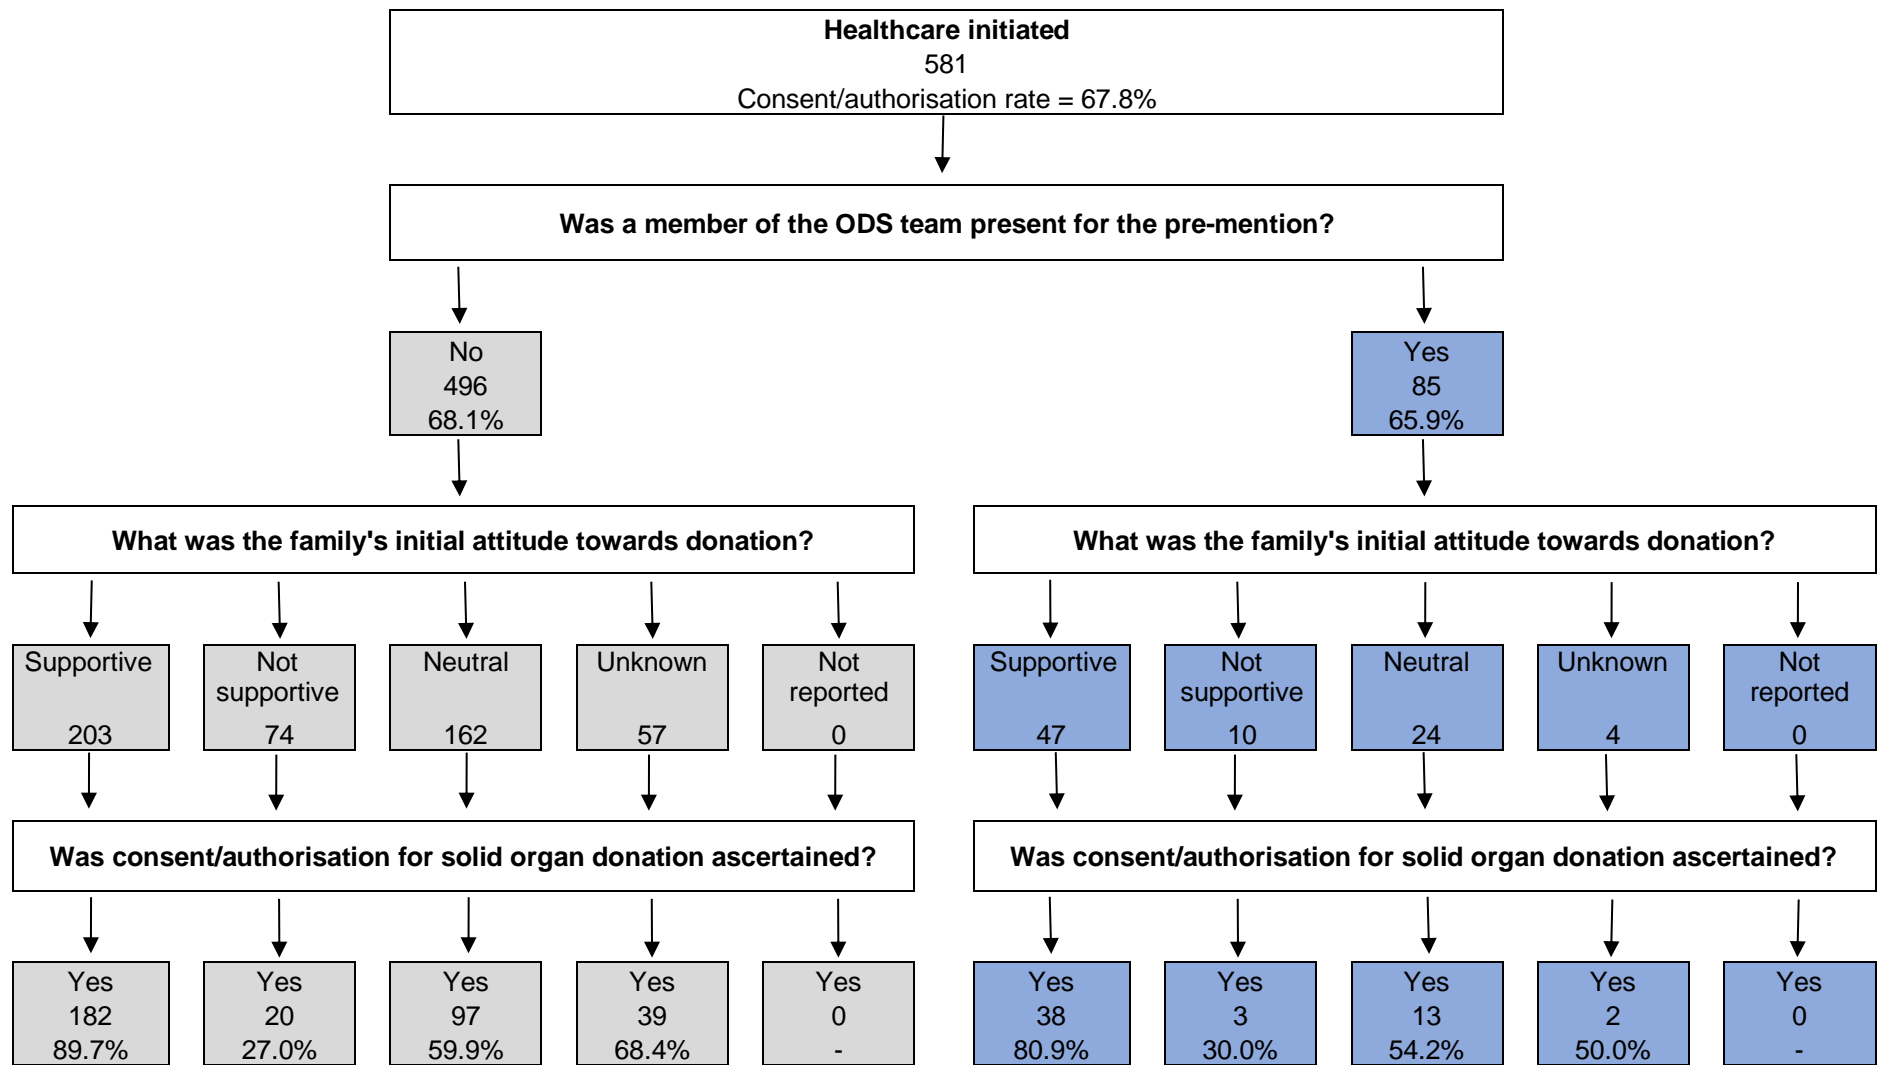 Healthcare initiated
581
Consent/authorisation rate = 67.8%
Was a member of the ODS team present for the pre-mention?
No
496
68.1%
Yes
85
65.9%
What was the family's initial attitude towards donation?
What was the family's initial attitude towards donation?
Supportive
203
Not
supportive
74
Neutral
162
Unknown
57
Not
reported
0
Supportive
47
Not
supportive
10
Neutral
24
Unknown
4
Not
reported
0
Was consent/authorisation for solid organ donation ascertained?
Was consent/authorisation for solid organ donation ascertained?
Yes
182
89.7%
Yes
20
27.0%
Yes
97
59.9%
Yes
39
68.4%
Yes
0
-
Yes
38
80.9%
Yes
3
30.0%
Yes
13
54.2%
Yes
2
50.0%
Yes
0
-